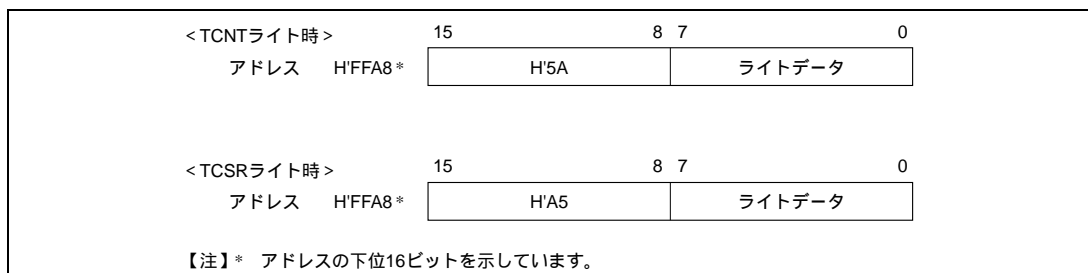 <TCNTライト時> 15 8 7 0
アドレス H'FFA8* H'5A ライトデータ
<TCSRライト時> 15 8 7 0
アドレス H'FFA8* H'A5 ライトデータ
【注】* アドレスの下位16ビットを示しています。